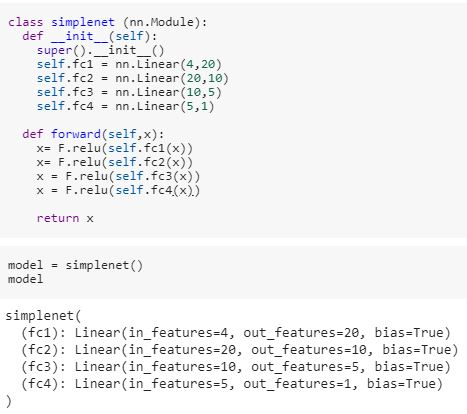 class simplenet (nn.Module):
  def __init__(self):
    super().__init__()
    self.fc1 = nn.Linear(4,20)
    self.fc2 = nn.Linear(20,10)
    self.fc3 = nn.Linear(10,5)
    self.fc4 = nn.Linear(5,1)

  def forward(self,x):
    x= F.relu(self.fc1(x))
    x= F.relu(self.fc2(x))
    x = F.relu(self.fc3(x))
    x = F.relu(self.fc4(x))

    return x

model = simplenet()
model

simplenet(
  (fc1): Linear(in_features=4, out_features=20, bias=True)
  (fc2): Linear(in_features=20, out_features=10, bias=True)
  (fc3): Linear(in_features=10, out_features=5, bias=True)
  (fc4): Linear(in_features=5, out_features=1, bias=True)
)